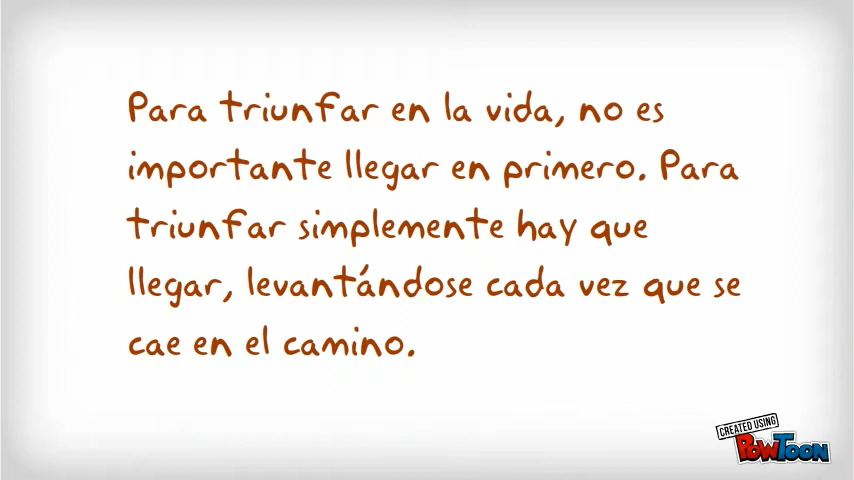 Para triunfar en la vida, no es
importante llegar en primero. Para
triunfar simplemente hay que
llegar, levantándose cada vez que se
cae en el camino.
CREATED USING
POWTOON